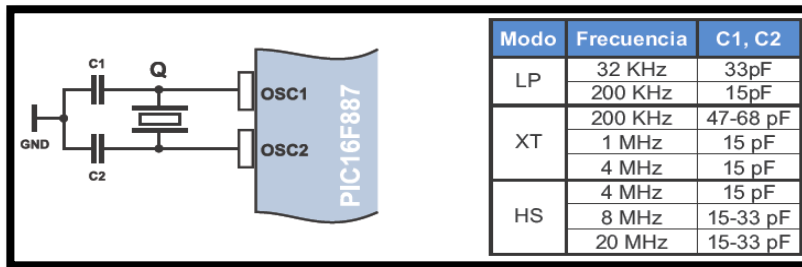 C1
Q
OSC1
GND
OSC2
C2
PIC16F887
Modo Frecuencia C1, C2
LP
32 KHz 33pF
200 KHz 15pF
XT
200 KHz 47-68 pF
1 MHz 15 pF
4 MHz 15 pF
HS
4 MHz 15 pF
8 MHz 15-33 pF
20 MHz 15-33 pF